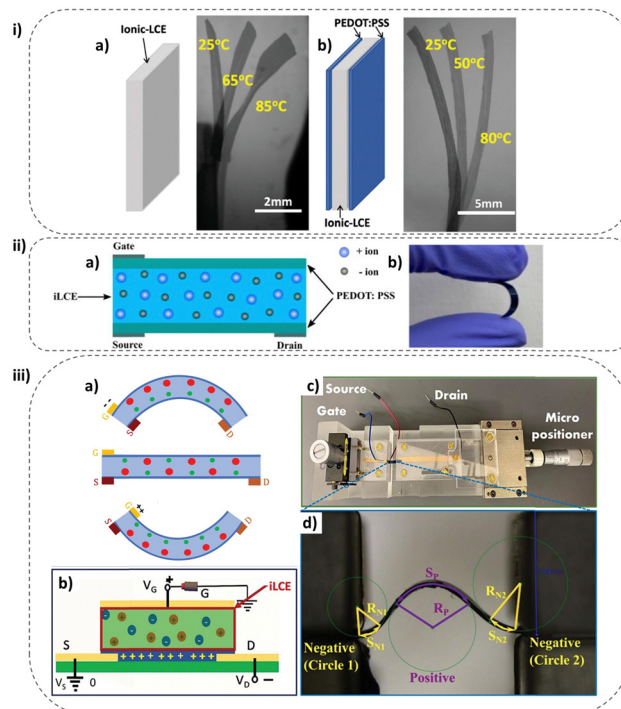 i)
a)
Ionic-LCE
25°C
65°C
85°C
2mm
b)
PEDOT:PSS
Ionic-LCE
25°C
50°C
80°C
5mm
ii)
a)
Gate
+ ion
- ion
iLCE
PEDOT: PSS
Source
Drain
b)
iii)
a)
G
-
S
D
G
S
D
G
++
S
D
b)
V_G
+
G
iLCE
S
D
+ + + + + + + +
V_S
0
V_D
−
c)
Source
Gate
Drain
Micro
positioner
d)
S_P
R_N1
R_P
R_N2
S_N1
S_N2
Negative
(Circle 1)
Positive
Negative
(Circle 2)